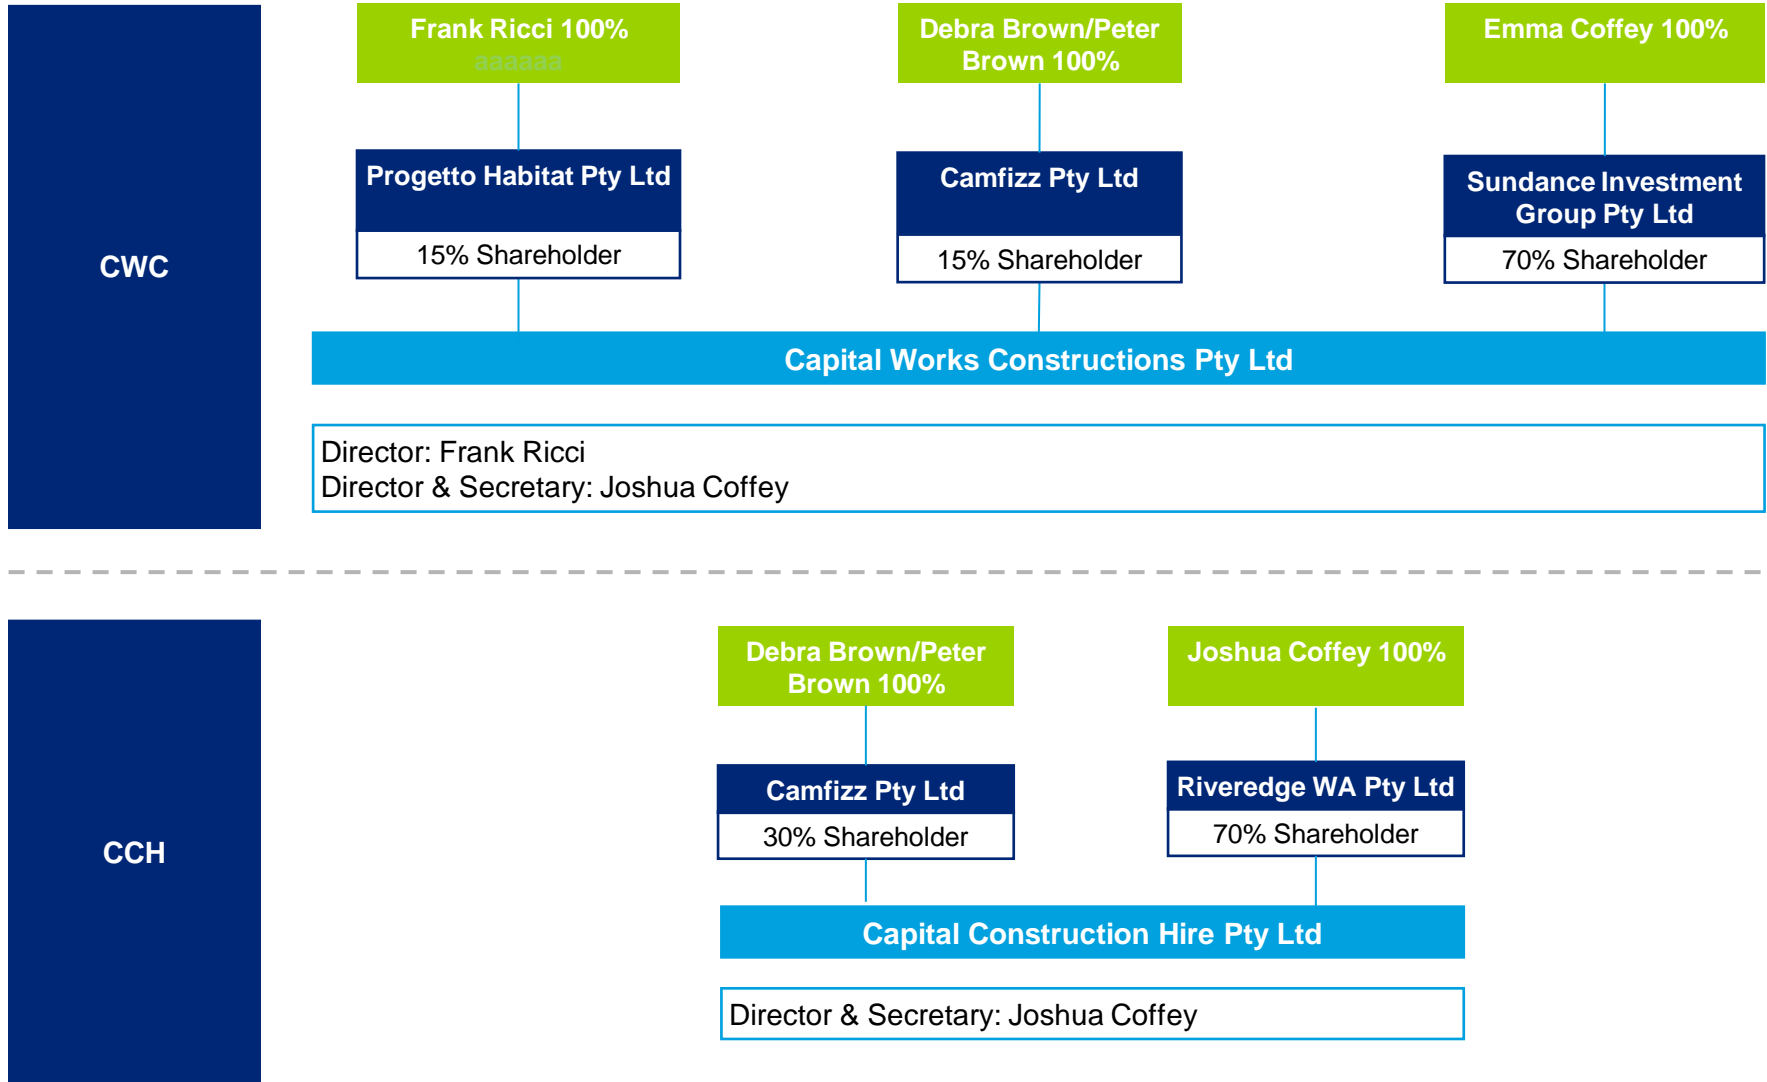 CWC
Frank Ricci 100%
aaaaaa
Debra Brown/Peter
Brown 100%
Emma Coffey 100%
Progetto Habitat Pty Ltd
15% Shareholder
Camfizz Pty Ltd
15% Shareholder
Sundance Investment
Group Pty Ltd
70% Shareholder
Capital Works Constructions Pty Ltd
Director: Frank Ricci
Director & Secretary: Joshua Coffey
CCH
Debra Brown/Peter
Brown 100%
Joshua Coffey 100%
Camfizz Pty Ltd
30% Shareholder
Riveredge WA Pty Ltd
70% Shareholder
Capital Construction Hire Pty Ltd
Director & Secretary: Joshua Coffey